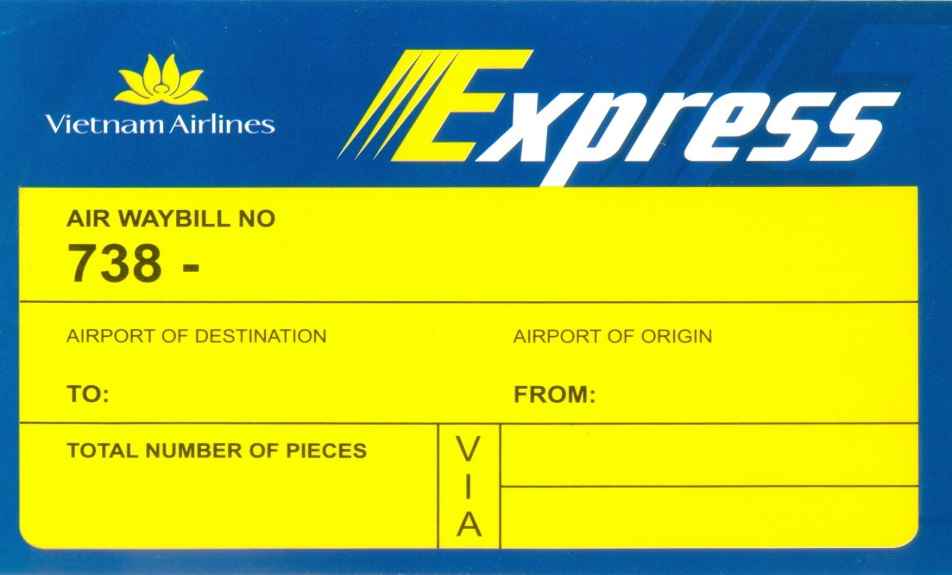 Vietnam Airlines
Express
AIR WAYBILL NO
738 -
AIRPORT OF DESTINATION
AIRPORT OF ORIGIN
TO:
FROM:
TOTAL NUMBER OF PIECES
VIA